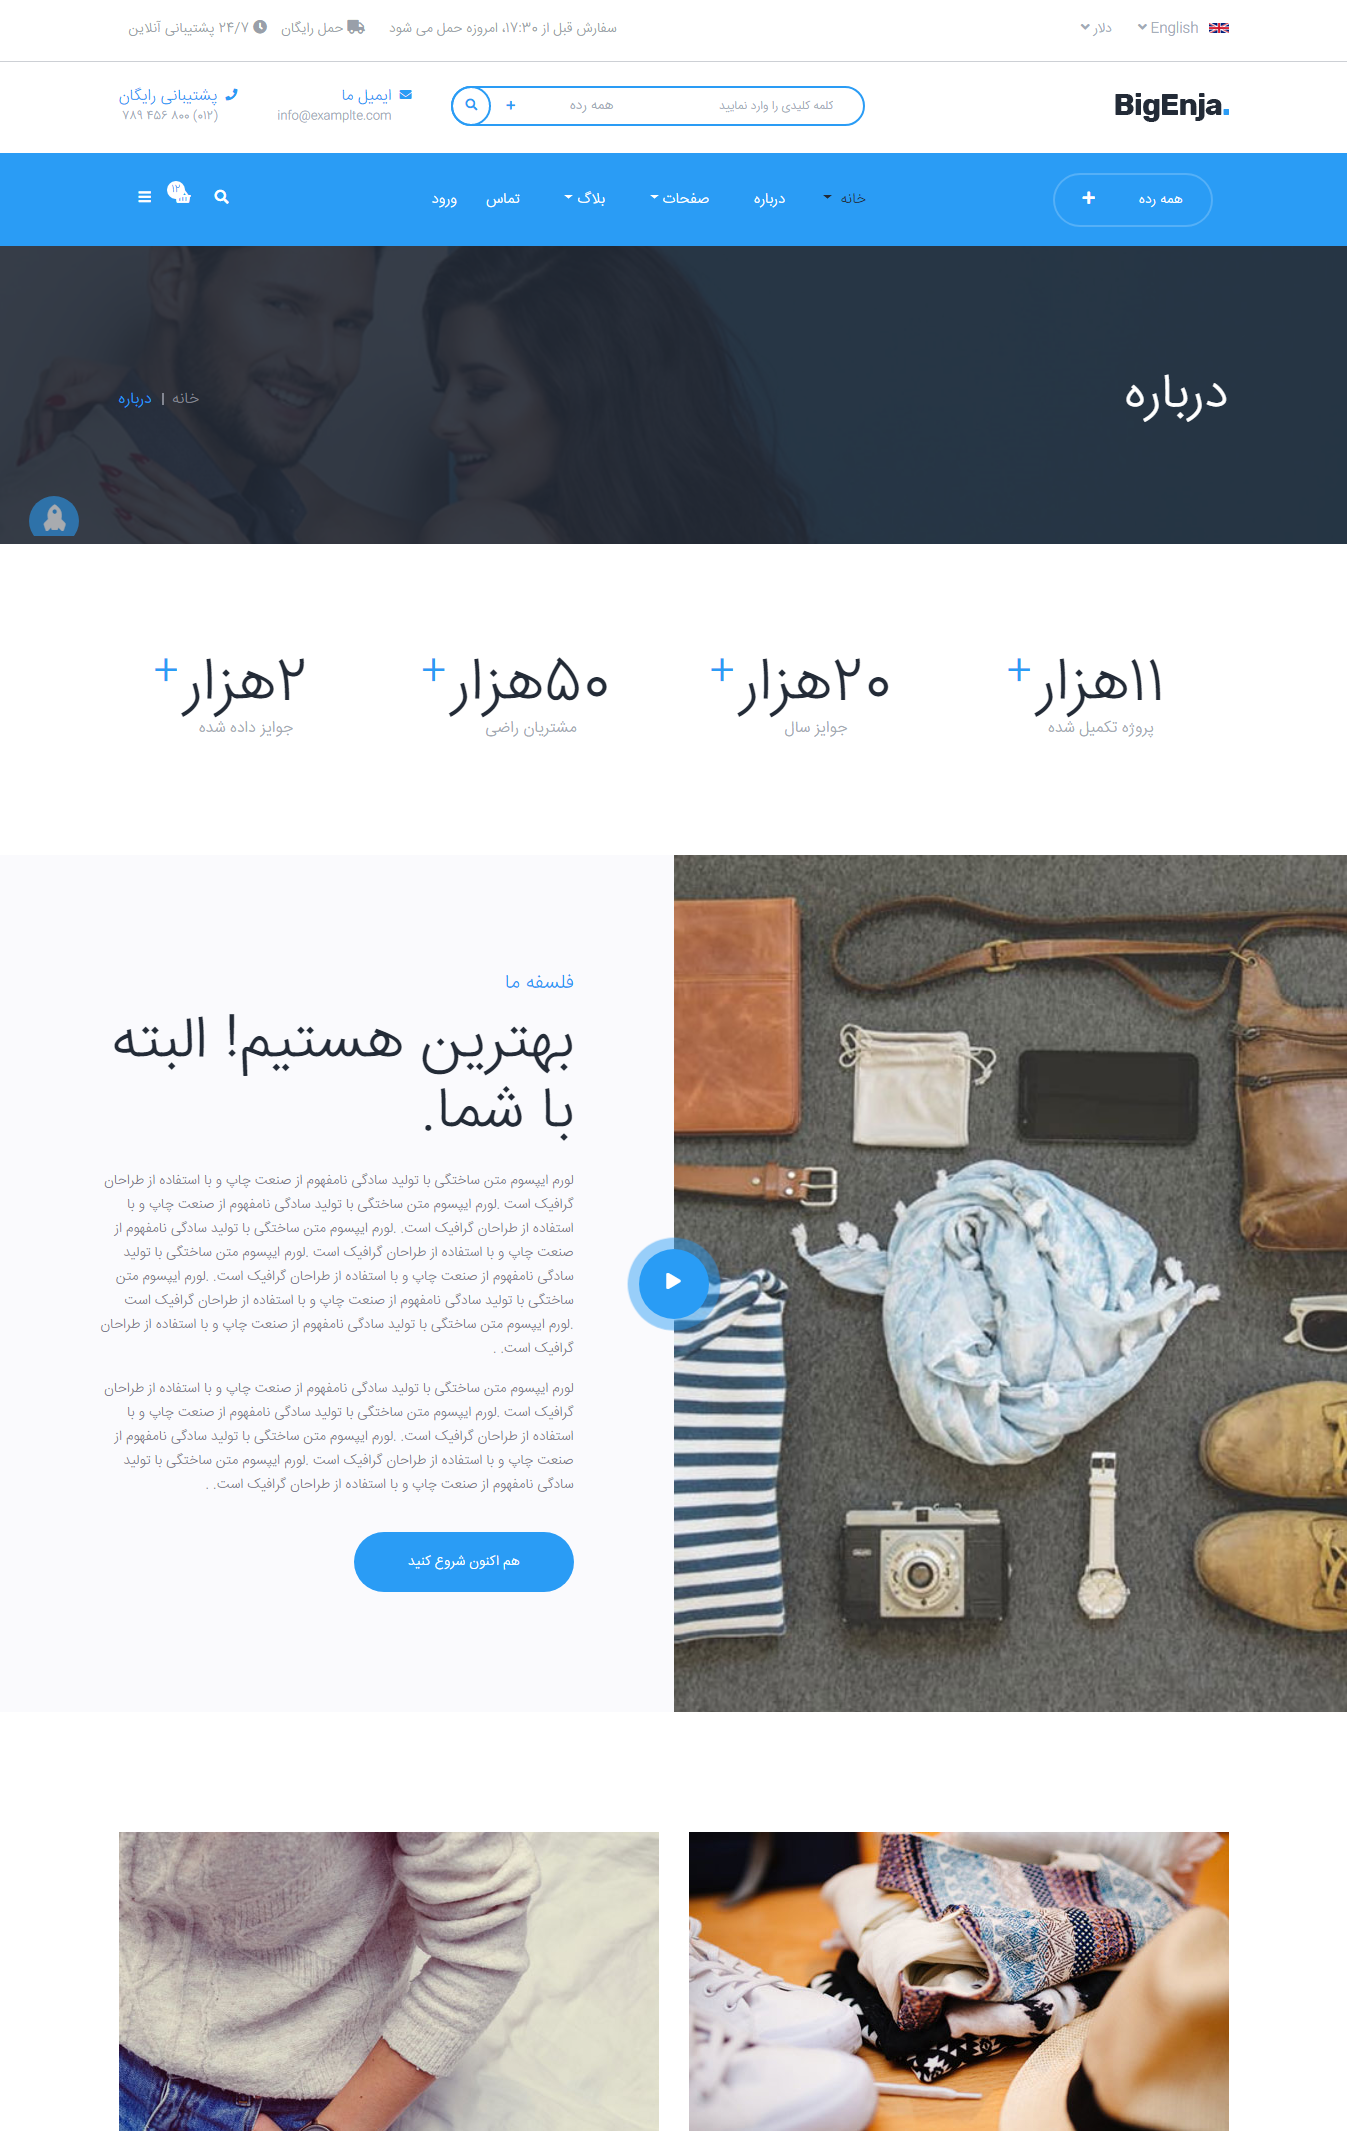 English
دلار
سفارش قبل از ۱۷:۳۰، امروزه حمل می شود
حمل رایگان
۲۴/۷ پشتیبانی آنلاین
BigEnja.
کلمه کلیدی را وارد نمایید
همه رده
ایمیل ما
info@examplte.com
پشتیبانی رایگان
(۰۱۲) ۸۰۰ ۴۵۶ ۷۸۹
همه رده
خانه
درباره
صفحات
بلاگ
تماس
ورود
۱۲
درباره
خانه | درباره
۱۱هزار+
پروژه تکمیل شده
۲۰هزار+
جوایز سال
۵۰هزار+
مشتریان راضی
۲هزار+
جوایز داده شده
فلسفه ما
بهترین هستیم! البته
با شما.
لورم ایپسوم متن ساختگی با تولید سادگی نامفهوم از صنعت چاپ و با استفاده از طراحان
گرافیک است .لورم ایپسوم متن ساختگی با تولید سادگی نامفهوم از صنعت چاپ و با
استفاده از طراحان گرافیک است. .لورم ایپسوم متن ساختگی با تولید سادگی نامفهوم از
صنعت چاپ و با استفاده از طراحان گرافیک است .لورم ایپسوم متن ساختگی با تولید
سادگی نامفهوم از صنعت چاپ و با استفاده از طراحان گرافیک است. .لورم ایپسوم متن
ساختگی با تولید سادگی نامفهوم از صنعت چاپ و با استفاده از طراحان گرافیک است
.لورم ایپسوم متن ساختگی با تولید سادگی نامفهوم از صنعت چاپ و با استفاده از طراحان
گرافیک است. .
لورم ایپسوم متن ساختگی با تولید سادگی نامفهوم از صنعت چاپ و با استفاده از طراحان
گرافیک است .لورم ایپسوم متن ساختگی با تولید سادگی نامفهوم از صنعت چاپ و با
استفاده از طراحان گرافیک است. .لورم ایپسوم متن ساختگی با تولید سادگی نامفهوم از
صنعت چاپ و با استفاده از طراحان گرافیک است .لورم ایپسوم متن ساختگی با تولید
سادگی نامفهوم از صنعت چاپ و با استفاده از طراحان گرافیک است. .
هم اکنون شروع کنید